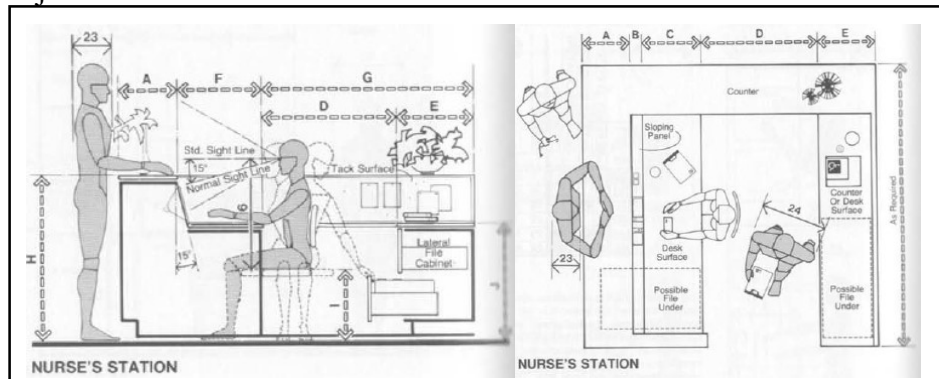 23
A
F
G
D
E
Std. Sight Line
15°
Normal Sight Line
Tack Surface
H
15°
Lateral
File
Cabinet
I
J
NURSE'S STATION
A
B
C
D
E
Counter
Sloping
Panel
Counter
Or Desk
Surface
24
As Required
23
Desk
Surface
Possible
File
Under
Possible
File
Under
NURSE'S STATION